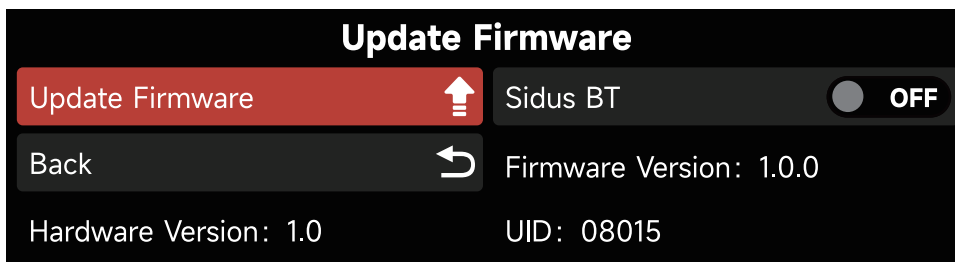 Update Firmware
Update Firmware
Sidus BT
OFF
Back
Firmware Version: 1.0.0
Hardware Version: 1.0
UID: 08015